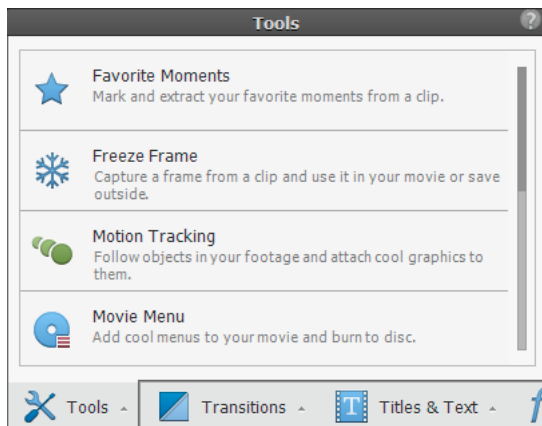 Tools
?
Favorite Moments
Mark and extract your favorite moments from a clip.
Freeze Frame
Capture a frame from a clip and use it in your movie or save
outside.
Motion Tracking
Follow objects in your footage and attach cool graphics to
them.
Movie Menu
Add cool menus to your movie and burn to disc.
Tools
Transitions
T
Titles & Text
f